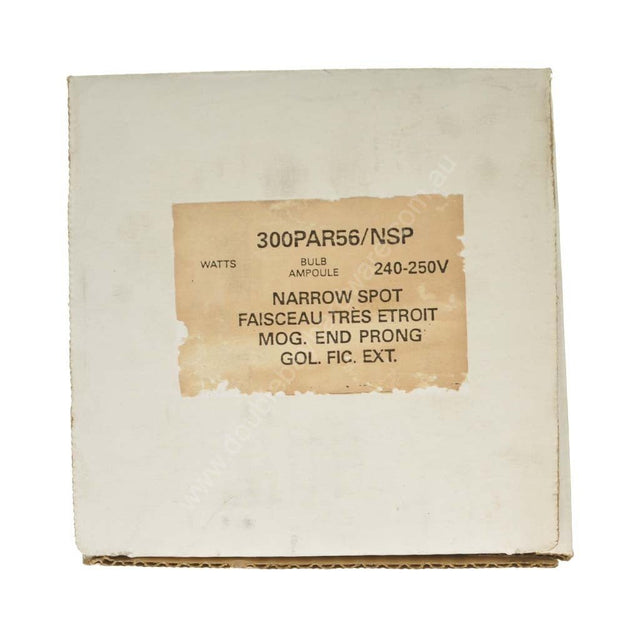 300PAR56/NSP
WATTS BULB 240-250V
AMPOULE
NARROW SPOT
FAISCEAU TRÈS ETROIT
MOG. END PRONG
GOL. FIC. EXT.